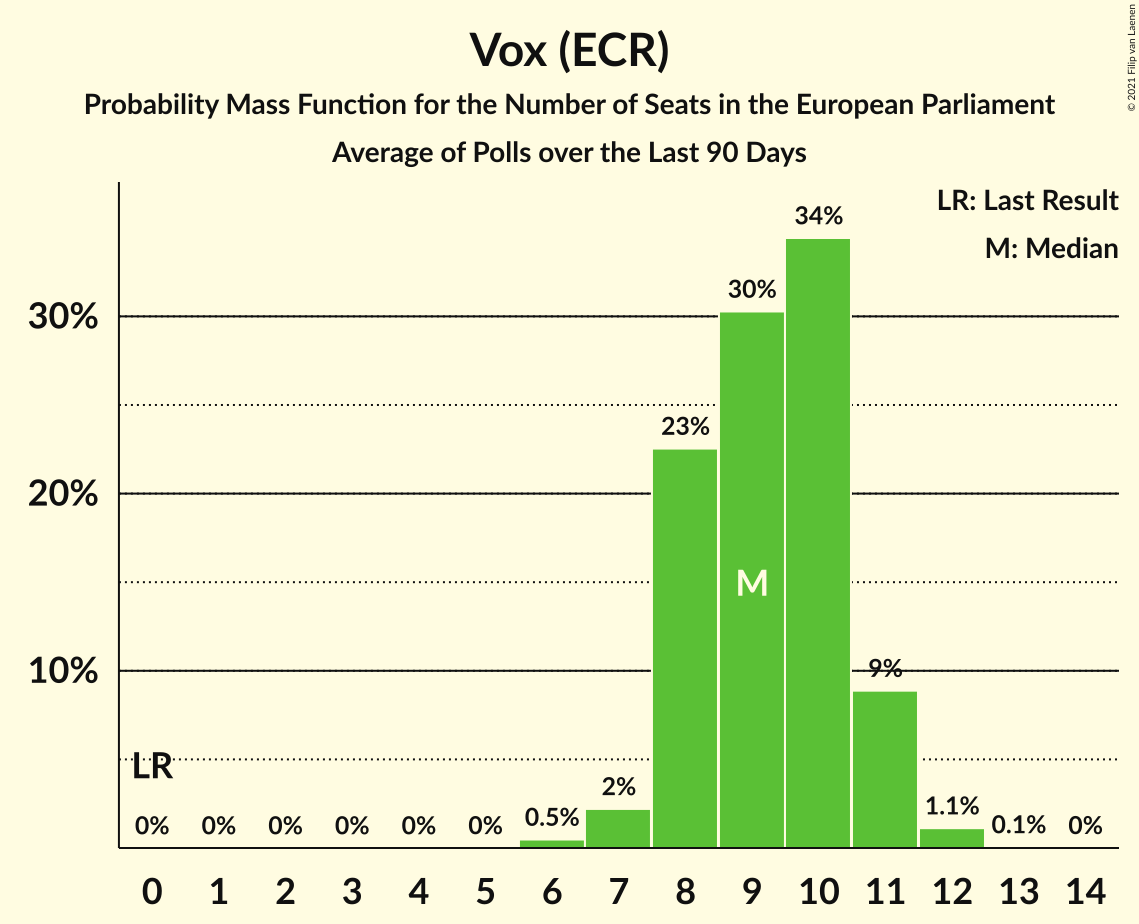 Vox (ECR)
Probability Mass Function for the Number of Seats in the European Parliament
Average of Polls over the Last 90 Days
© 2021 Filip van Laenen
LR: Last Result
M: Median
34%
30%
30%
23%
20%
M
10%
9%
LR
2%
1.1%
0% 0% 0% 0% 0% 0% 0.5% 0.1% 0%
0 1 2 3 4 5 6 7 8 9 10 11 12 13 14